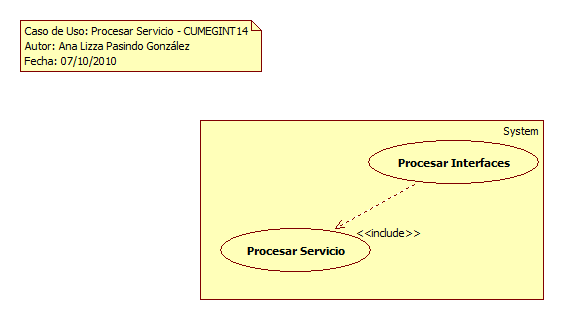 Caso de Uso: Procesar Servicio - CUMEGINT14
Autor: Ana Lizza Pasindo González
Fecha: 07/10/2010
System
Procesar Interfaces
<<include>>
Procesar Servicio